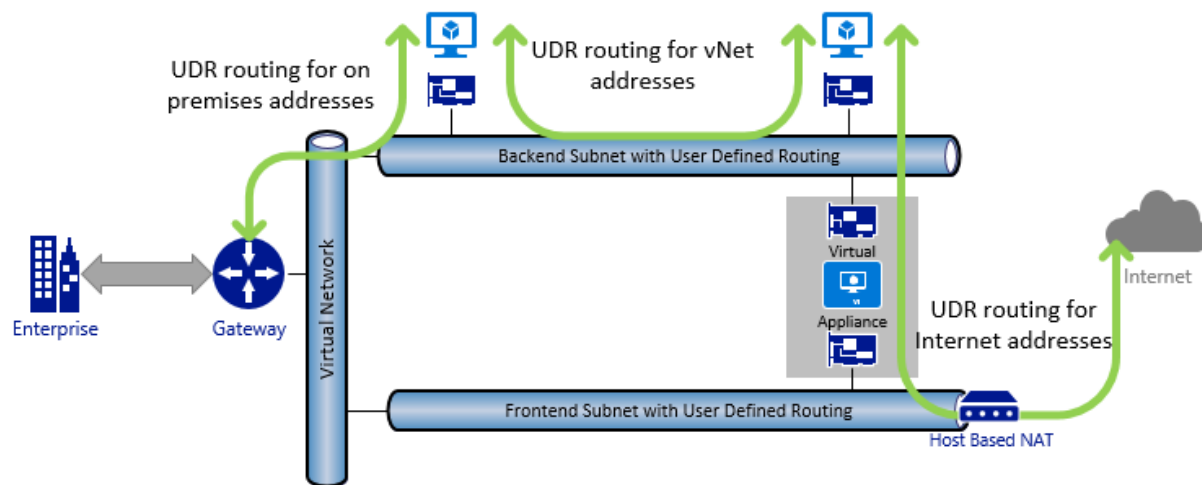 UDR routing for on
premises addresses
UDR routing for vNet
addresses
Backend Subnet with User Defined Routing
Virtual Network
Enterprise
Gateway
Virtual
VI
Appliance
UDR routing for
Internet addresses
Internet
Frontend Subnet with User Defined Routing
Host Based NAT